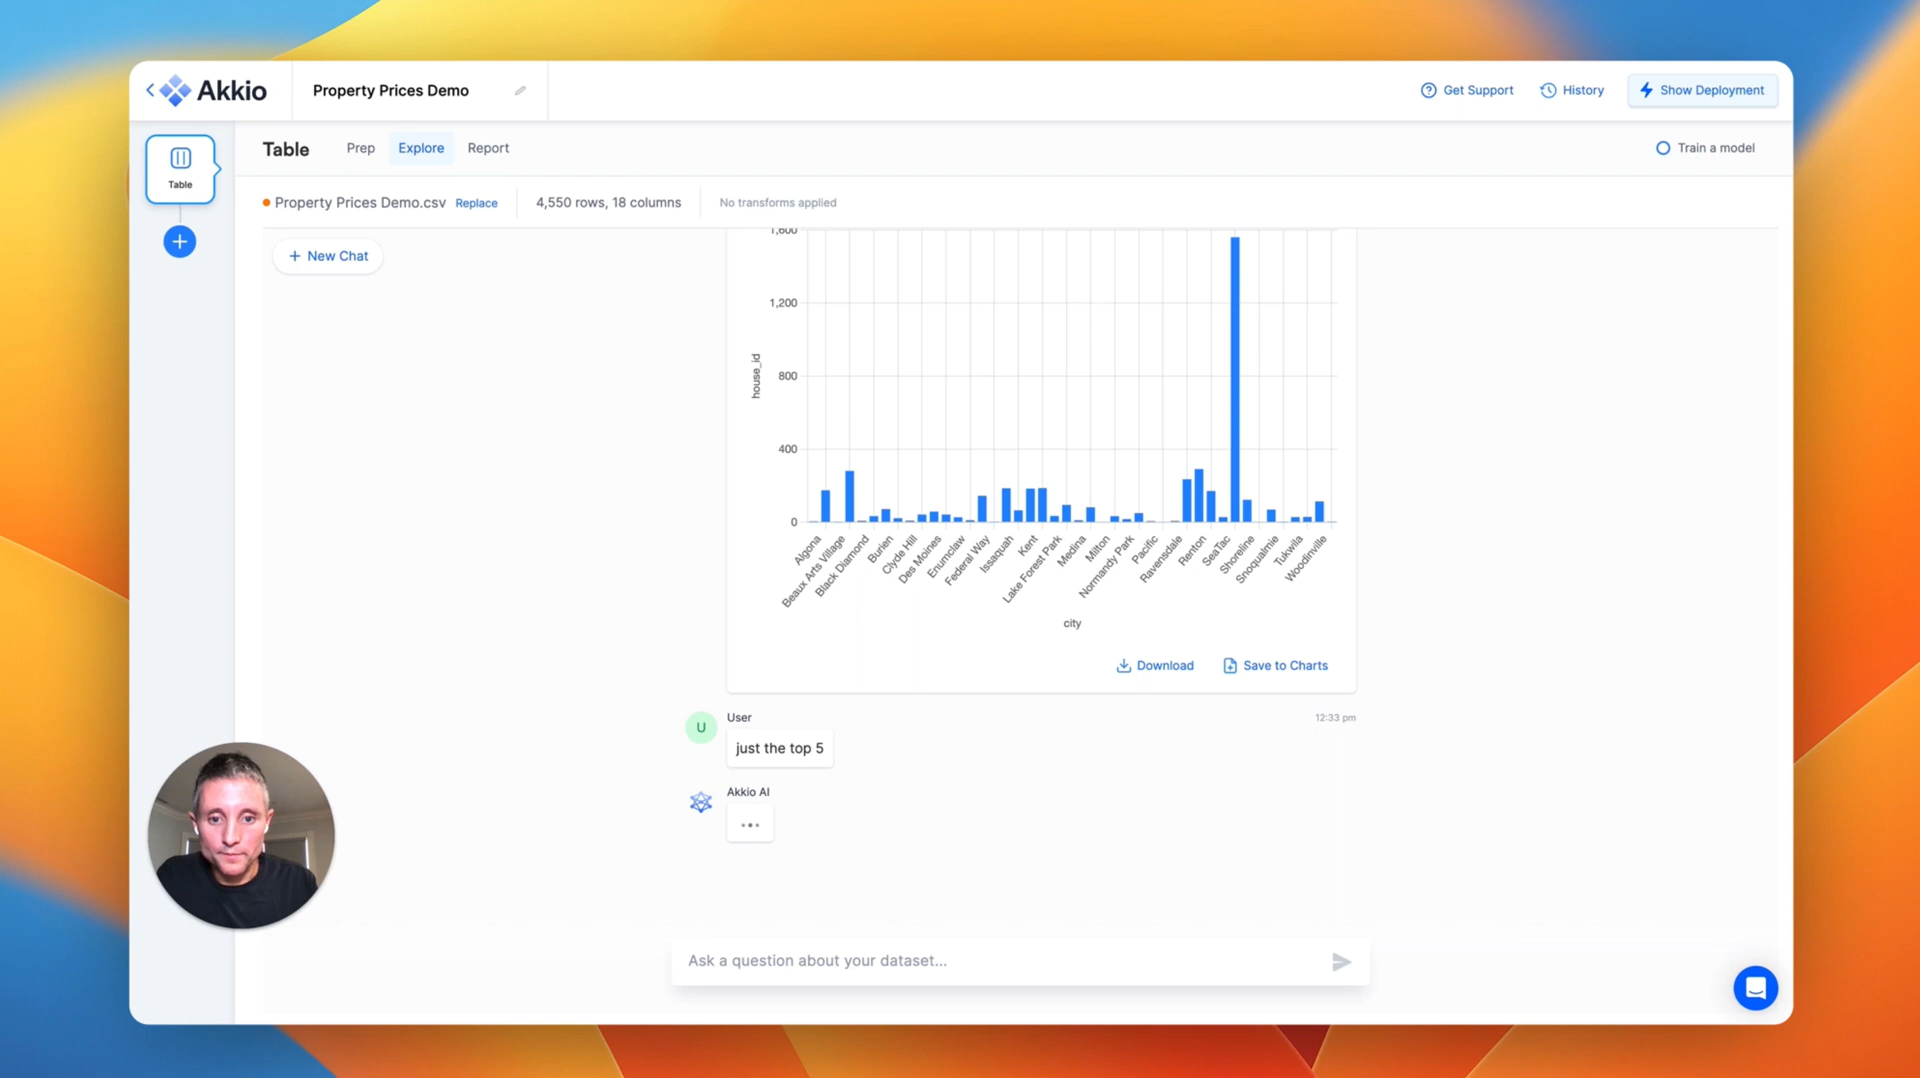 Akkio
Property Prices Demo
Get Support
History
Show Deployment
Table
Table
Prep
Explore
Report
Train a model
Property Prices Demo.csv
Replace
4,550 rows, 18 columns
No transforms applied
+ New Chat
1,600
1,200
800
400
0
house_id
Algona
Beaux Arts Village
Black Diamond
Burien
Clyde Hill
Des Moines
Enumclaw
Federal Way
Issaquah
Kent
Lake Forest Park
Medina
Milton
Normandy Park
Pacific
Ravensdale
Renton
SeaTac
Shoreline
Snoqualmie
Tukwila
Woodinville
city
Download
Save to Charts
U
User
12:33 pm
just the top 5
Akkio AI
...
Ask a question about your dataset...